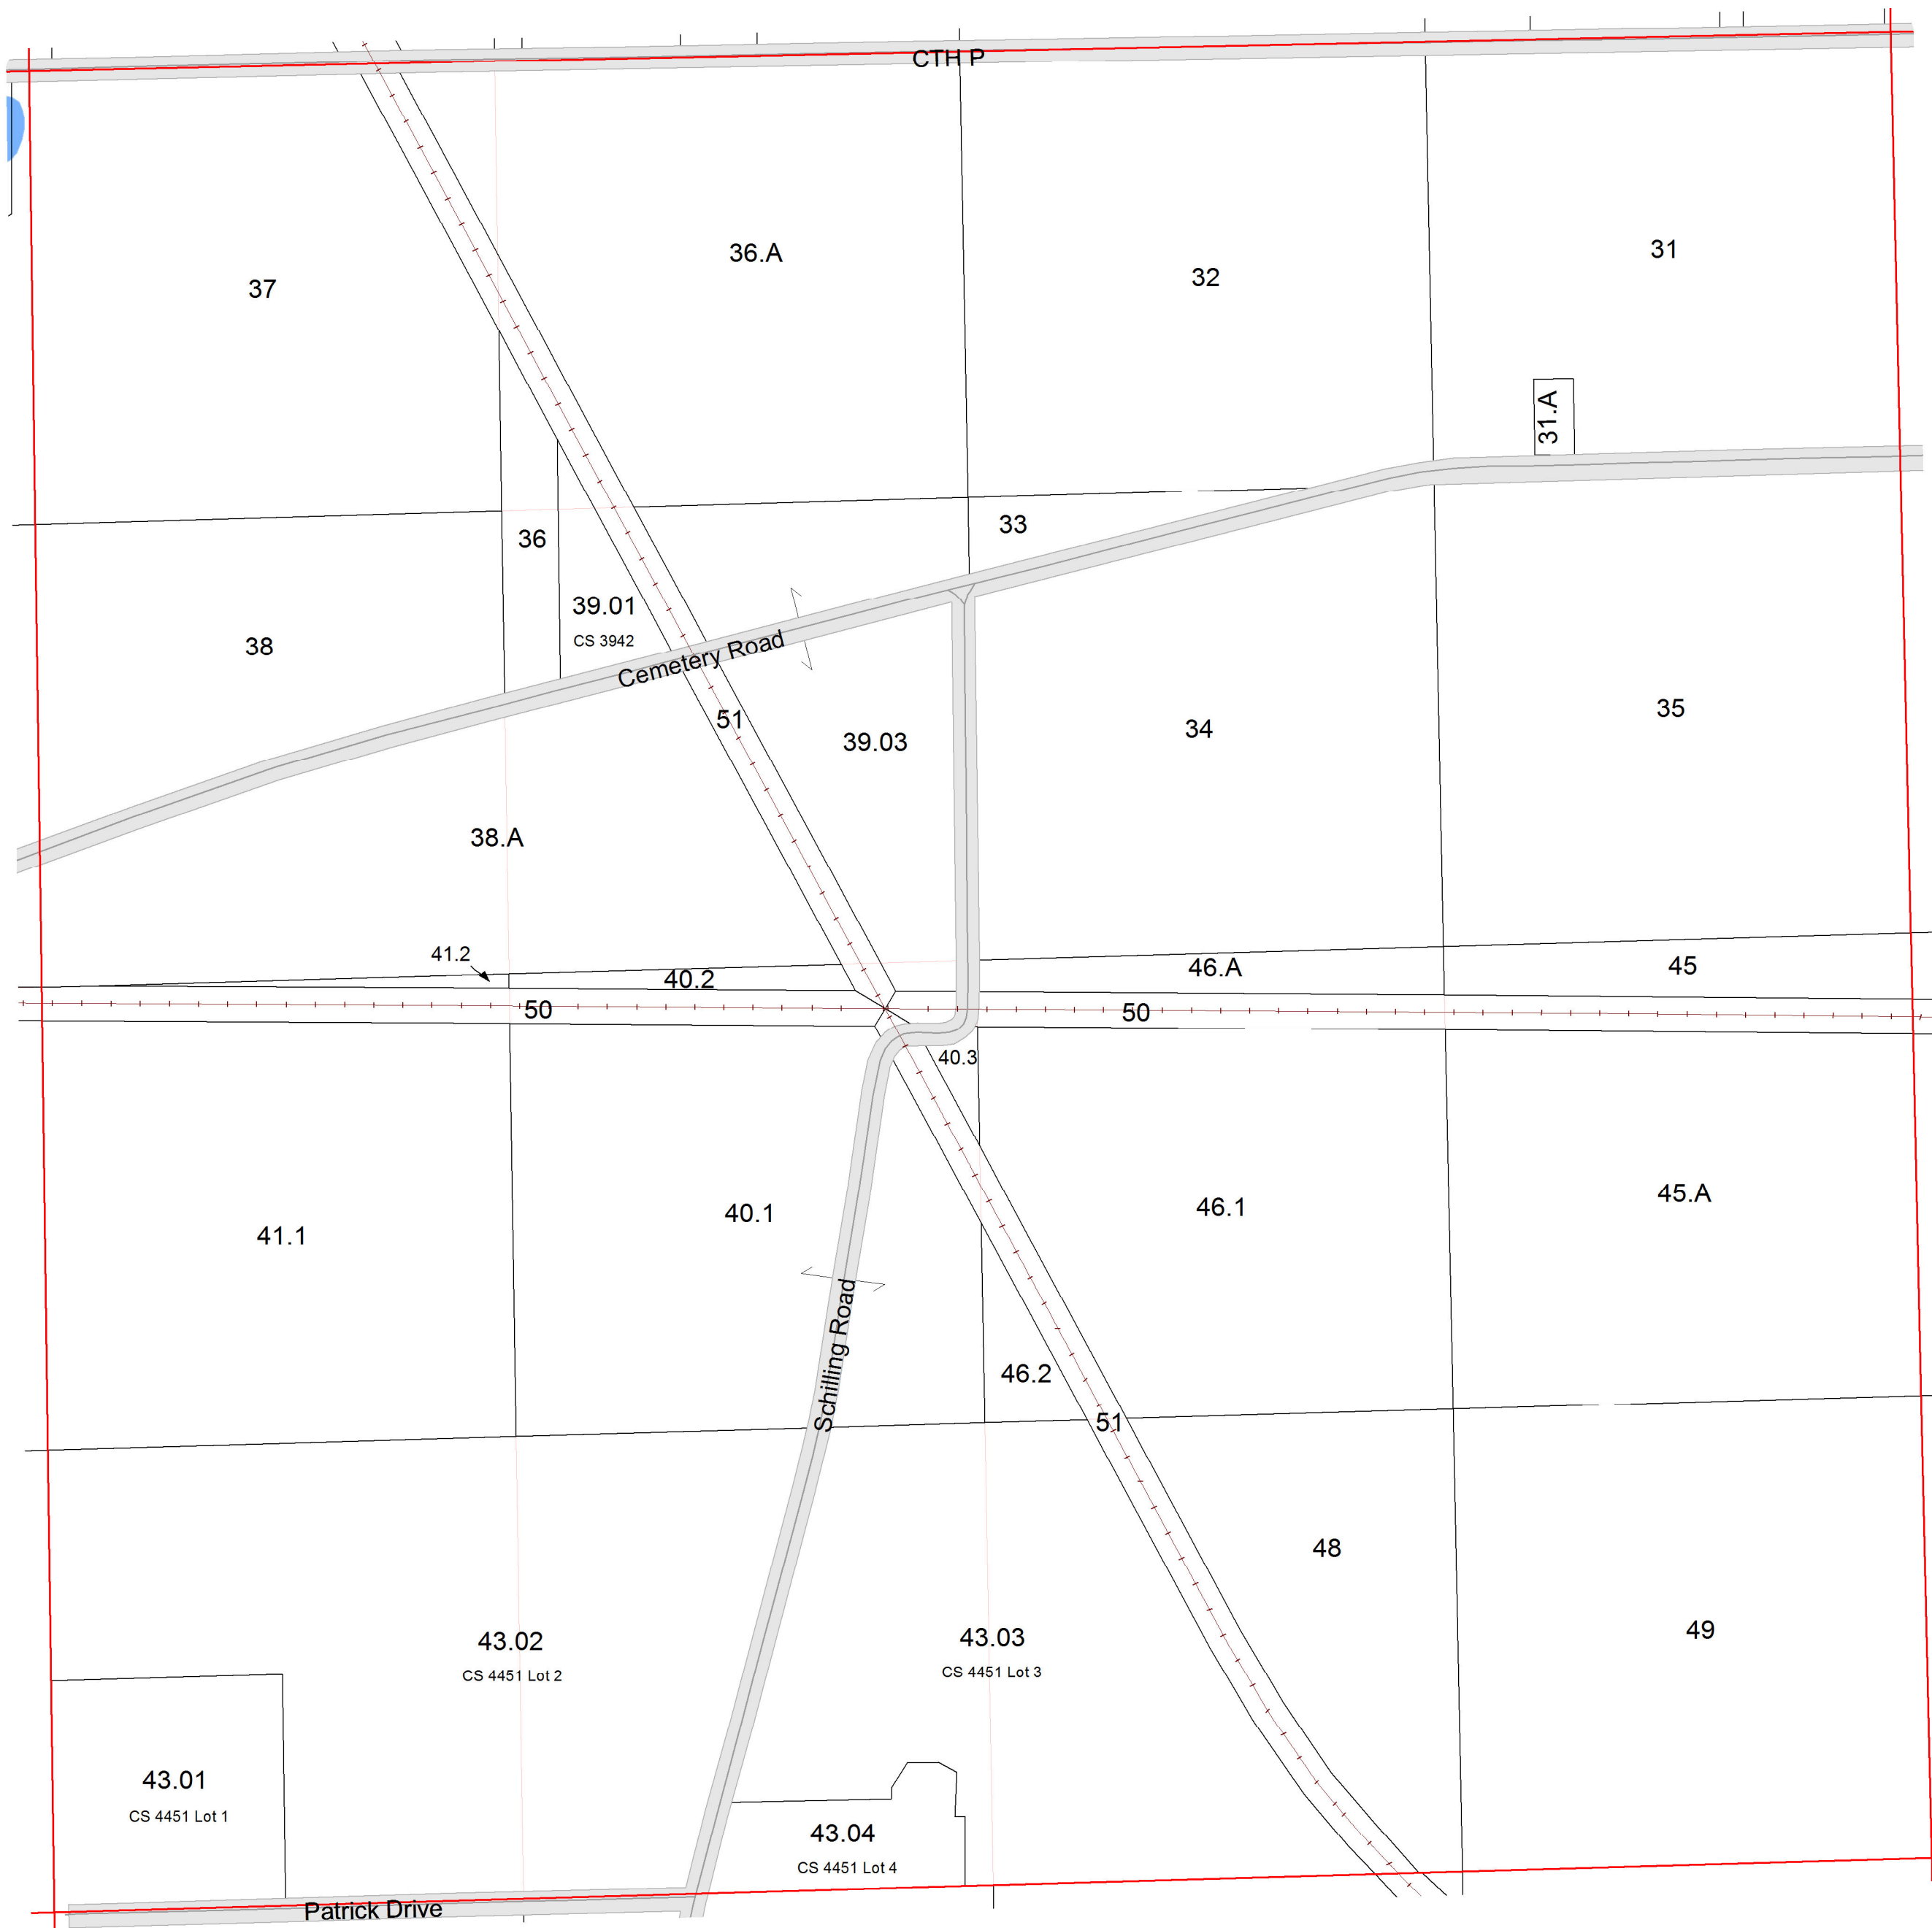 CTH P
36.A
31
32
37
31.A
33
36
39.01
CS 3942
38
Cemetery Road
35
51
34
39.03
38.A
41.2
40.2
46.A
45
50
50
40.3
45.A
46.1
40.1
41.1
Schilling Road
46.2
51
48
49
43.02
CS 4451 Lot 2
43.03
CS 4451 Lot 3
43.01
CS 4451 Lot 1
43.04
CS 4451 Lot 4
Patrick Drive